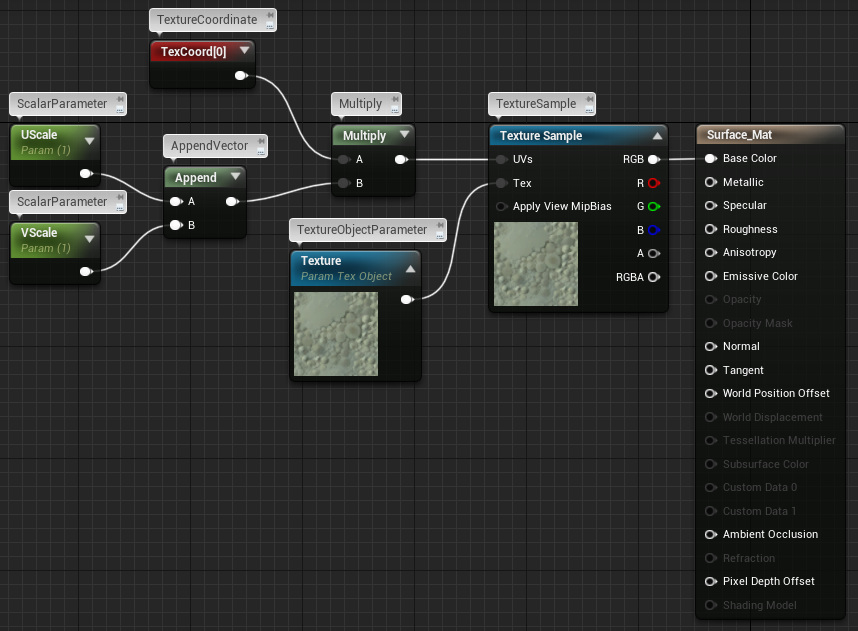 TextureCoordinate
TexCoord[0]
ScalarParameter
UScale
Param (1)
ScalarParameter
VScale
Param (1)
AppendVector
Append
A
B
Multiply
Multiply
A
B
TextureObjectParameter
Texture
Param Tex Object
TextureSample
Texture Sample
UVs
RGB
Tex
R
Apply View MipBias
G
B
A
RGBA
Surface_Mat
Base Color
Metallic
Specular
Roughness
Anisotropy
Emissive Color
Opacity
Opacity Mask
Normal
Tangent
World Position Offset
World Displacement
Tessellation Multiplier
Subsurface Color
Custom Data 0
Custom Data 1
Ambient Occlusion
Refraction
Pixel Depth Offset
Shading Model